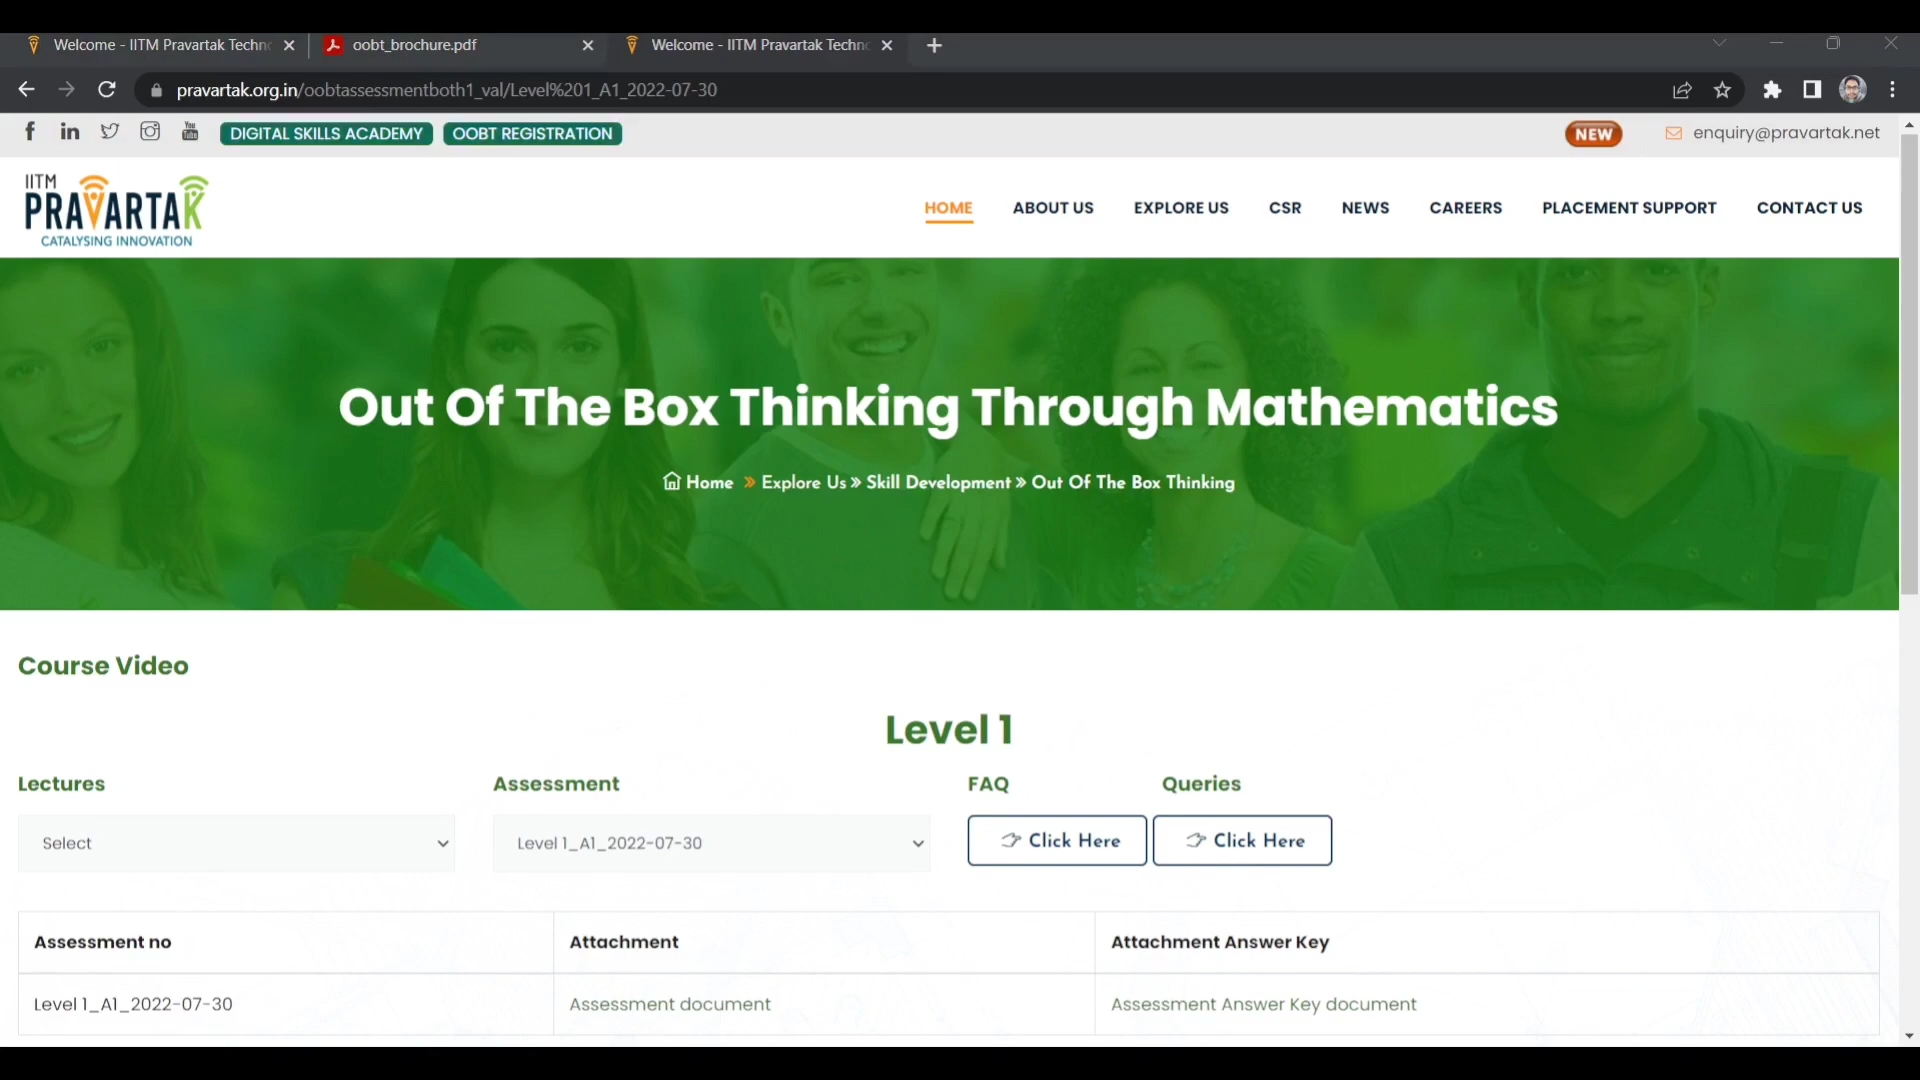 Welcome - IITM Pravartak Techno
oobt_brochure.pdf
Welcome - IITM Pravartak Techno
pravartak.org.in/oobtassessmentboth1_val/Level%201_A1_2022-07-30
You
DIGITAL SKILLS ACADEMY
OOBT REGISTRATION
NEW
enquiry@pravartak.net
IITM
PRAVARTAK
CATALYSING INNOVATION
HOME
ABOUT US
EXPLORE US
CSR
NEWS
CAREERS
PLACEMENT SUPPORT
CONTACT US
Out Of The Box Thinking Through Mathematics
Home » Explore Us » Skill Development » Out Of The Box Thinking
Course Video
Level 1
Lectures
Assessment
FAQ
Queries
Select
Level 1_A1_2022-07-30
Click Here
Click Here
Assessment no
Attachment
Attachment Answer Key
Level 1_A1_2022-07-30
Assessment document
Assessment Answer Key document